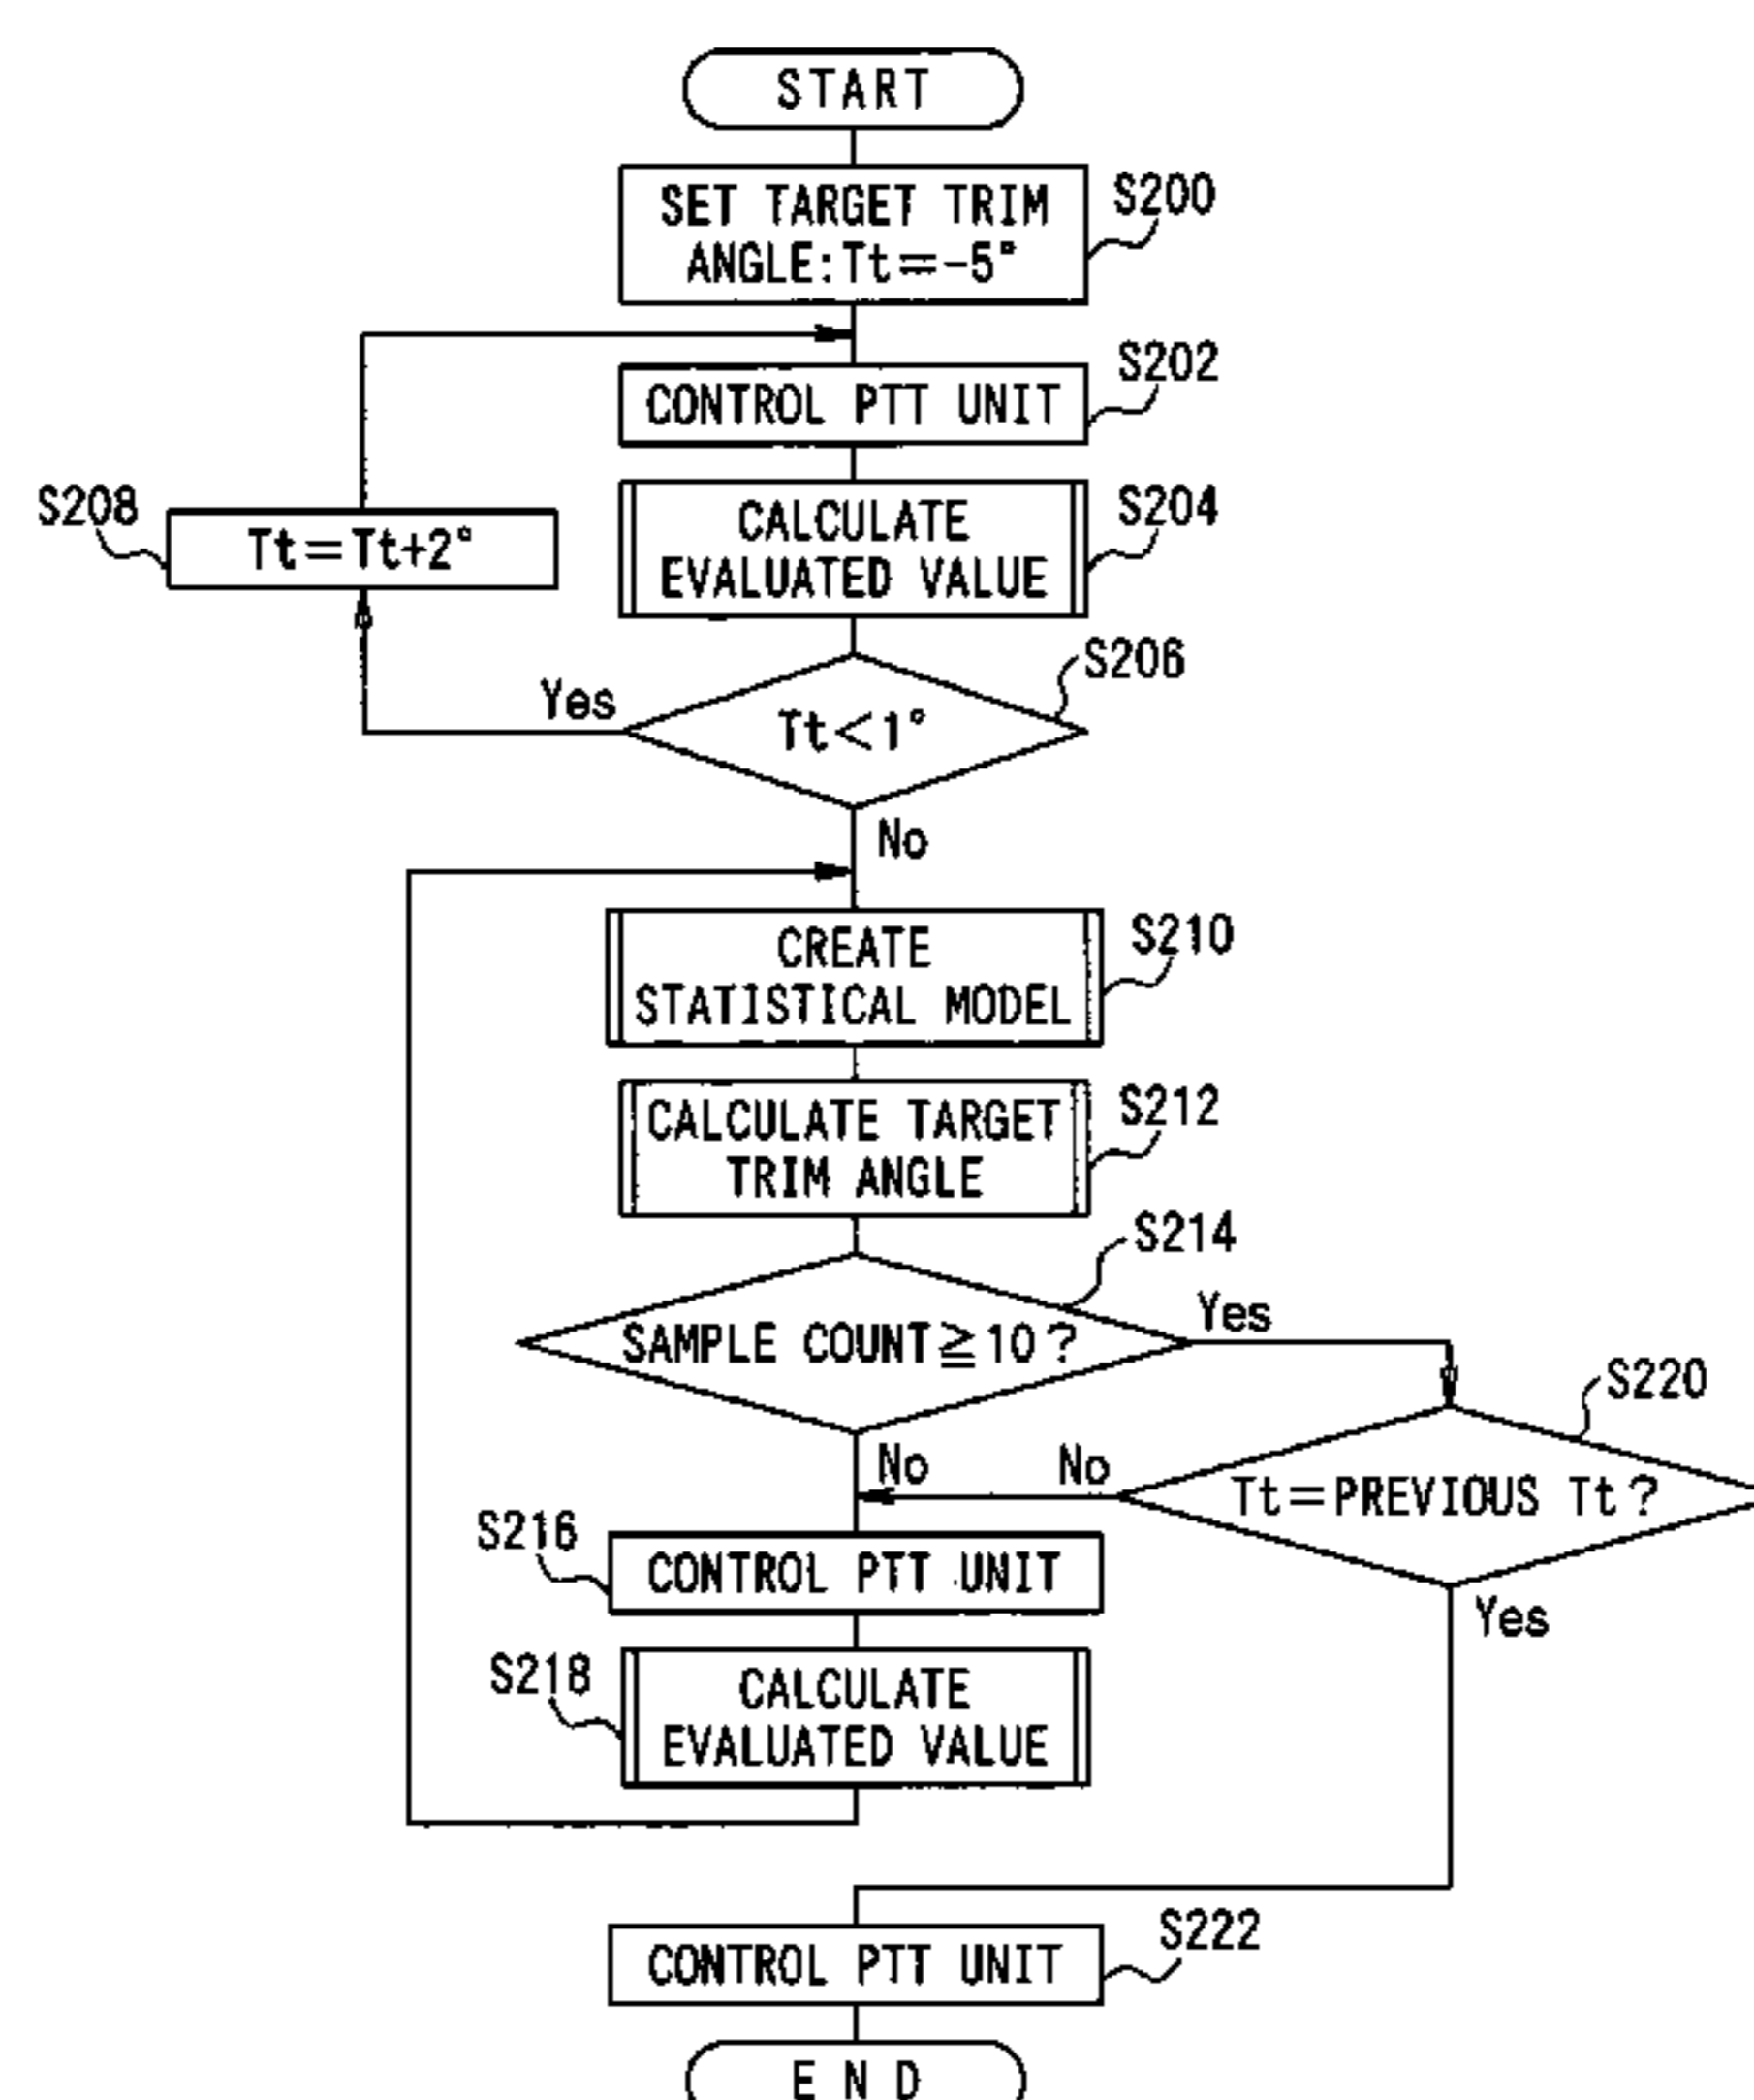 START
SET TARGET TRIM
ANGLE:Tt=-5°
S200
CONTROL PTT UNIT
S202
CALCULATE
EVALUATED VALUE
S204
S208
Tt=Tt+2°
S206
Yes
Tt<1°
No
CREATE
STATISTICAL MODEL
S210
CALCULATE TARGET
TRIM ANGLE
S212
S214
SAMPLE COUNT≧10?
Yes
S220
No
No
Tt=PREVIOUS Tt?
S216
CONTROL PTT UNIT
Yes
S218
CALCULATE
EVALUATED VALUE
S222
CONTROL PTT UNIT
END